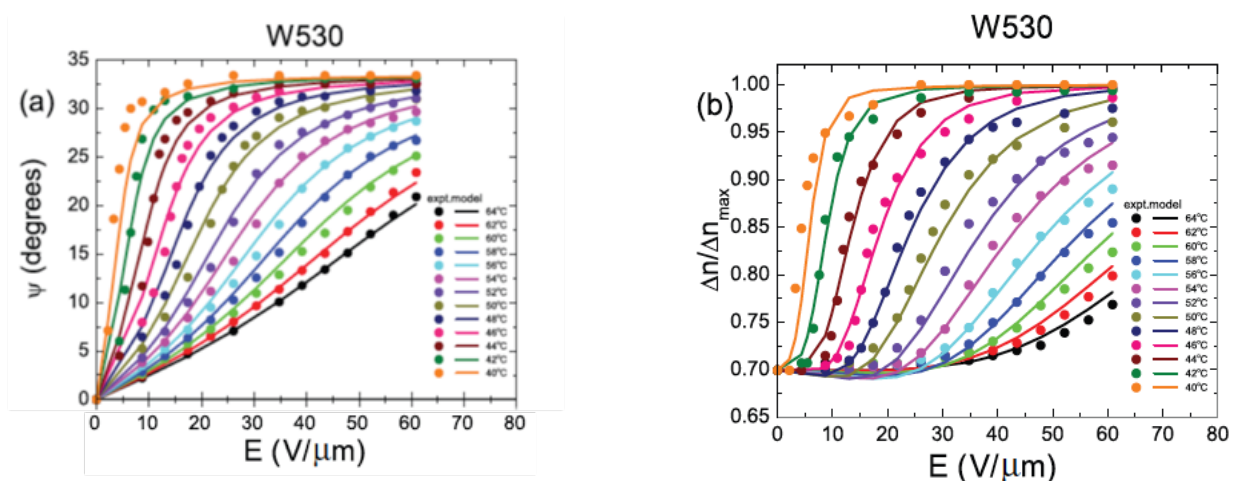 W530
(a)
35
30
25
20
15
10
5
0
ψ (degrees)
expt.model
64°C
62°C
60°C
58°C
56°C
54°C
52°C
50°C
48°C
46°C
44°C
42°C
40°C
0 10 20 30 40 50 60 70 80
E (V/μm)
W530
(b)
1.00
0.95
0.90
0.85
0.80
0.75
0.70
0.65
Δn/Δnmax
expt.model
64°C
62°C
60°C
58°C
56°C
54°C
52°C
50°C
48°C
46°C
44°C
42°C
40°C
0 10 20 30 40 50 60 70 80
E (V/μm)